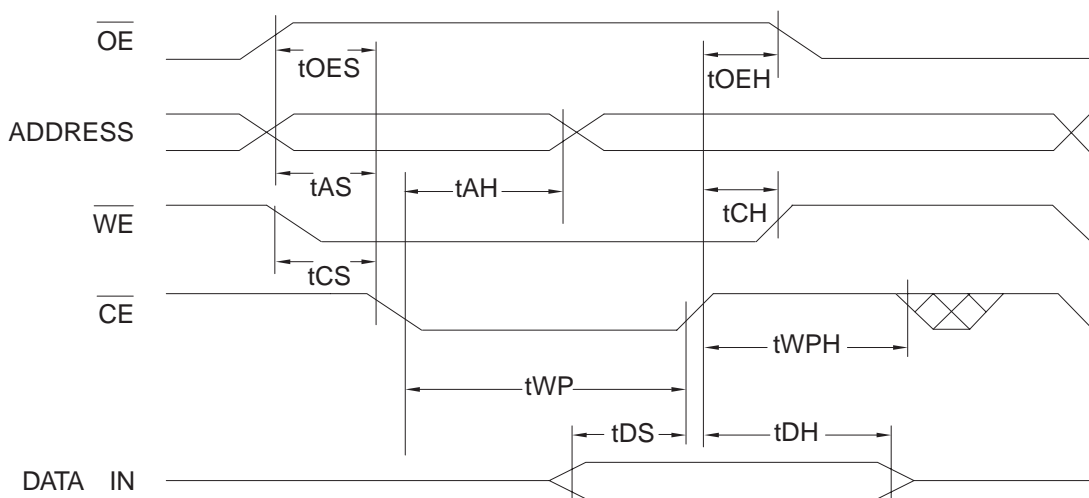 OE
tOES
tOEH
ADDRESS
tAS
tAH
tCH
WE
tCS
CE
tWPH
tWP
tDS
tDH
DATA IN